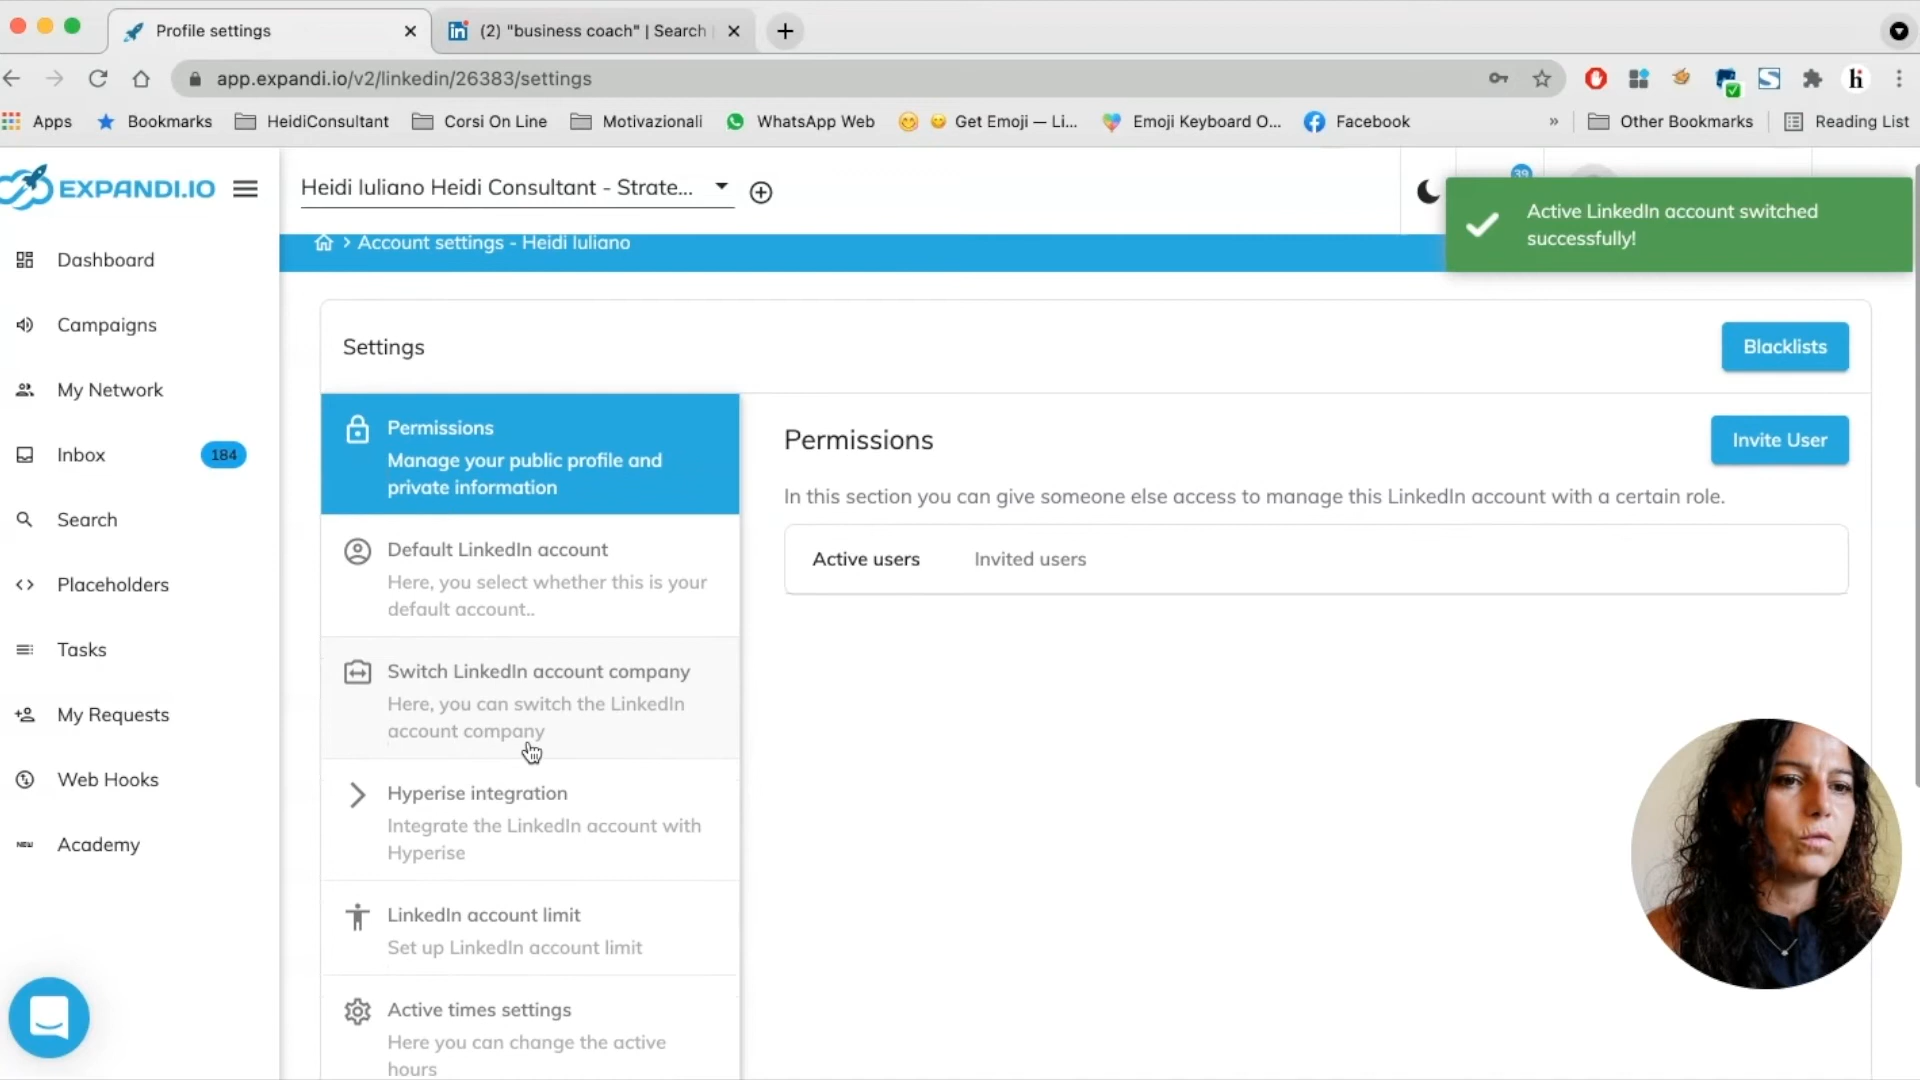 Profile settings
(2) "business coach" | Search
app.expandi.io/v2/linkedin/26383/settings
Apps
Bookmarks
HeidiConsultant
Corsi On Line
Motivazionali
WhatsApp Web
Get Emoji — Li...
Emoji Keyboard O...
Facebook
»
Other Bookmarks
Reading List
EXPANDI.IO
Heidi Iuliano Heidi Consultant - Strate...
39
Active LinkedIn account switched
successfully!
> Account settings - Heidi Iuliano
Dashboard
Campaigns
My Network
Inbox
184
Search
Placeholders
Tasks
My Requests
Web Hooks
NEW
Academy
Settings
Blacklists
Permissions
Manage your public profile and
private information
Default LinkedIn account
Here, you select whether this is your
default account..
Switch LinkedIn account company
Here, you can switch the LinkedIn
account company
Hyperise integration
Integrate the LinkedIn account with
Hyperise
LinkedIn account limit
Set up LinkedIn account limit
Active times settings
Here you can change the active
hours
Permissions
Invite User
In this section you can give someone else access to manage this LinkedIn account with a certain role.
Active users
Invited users